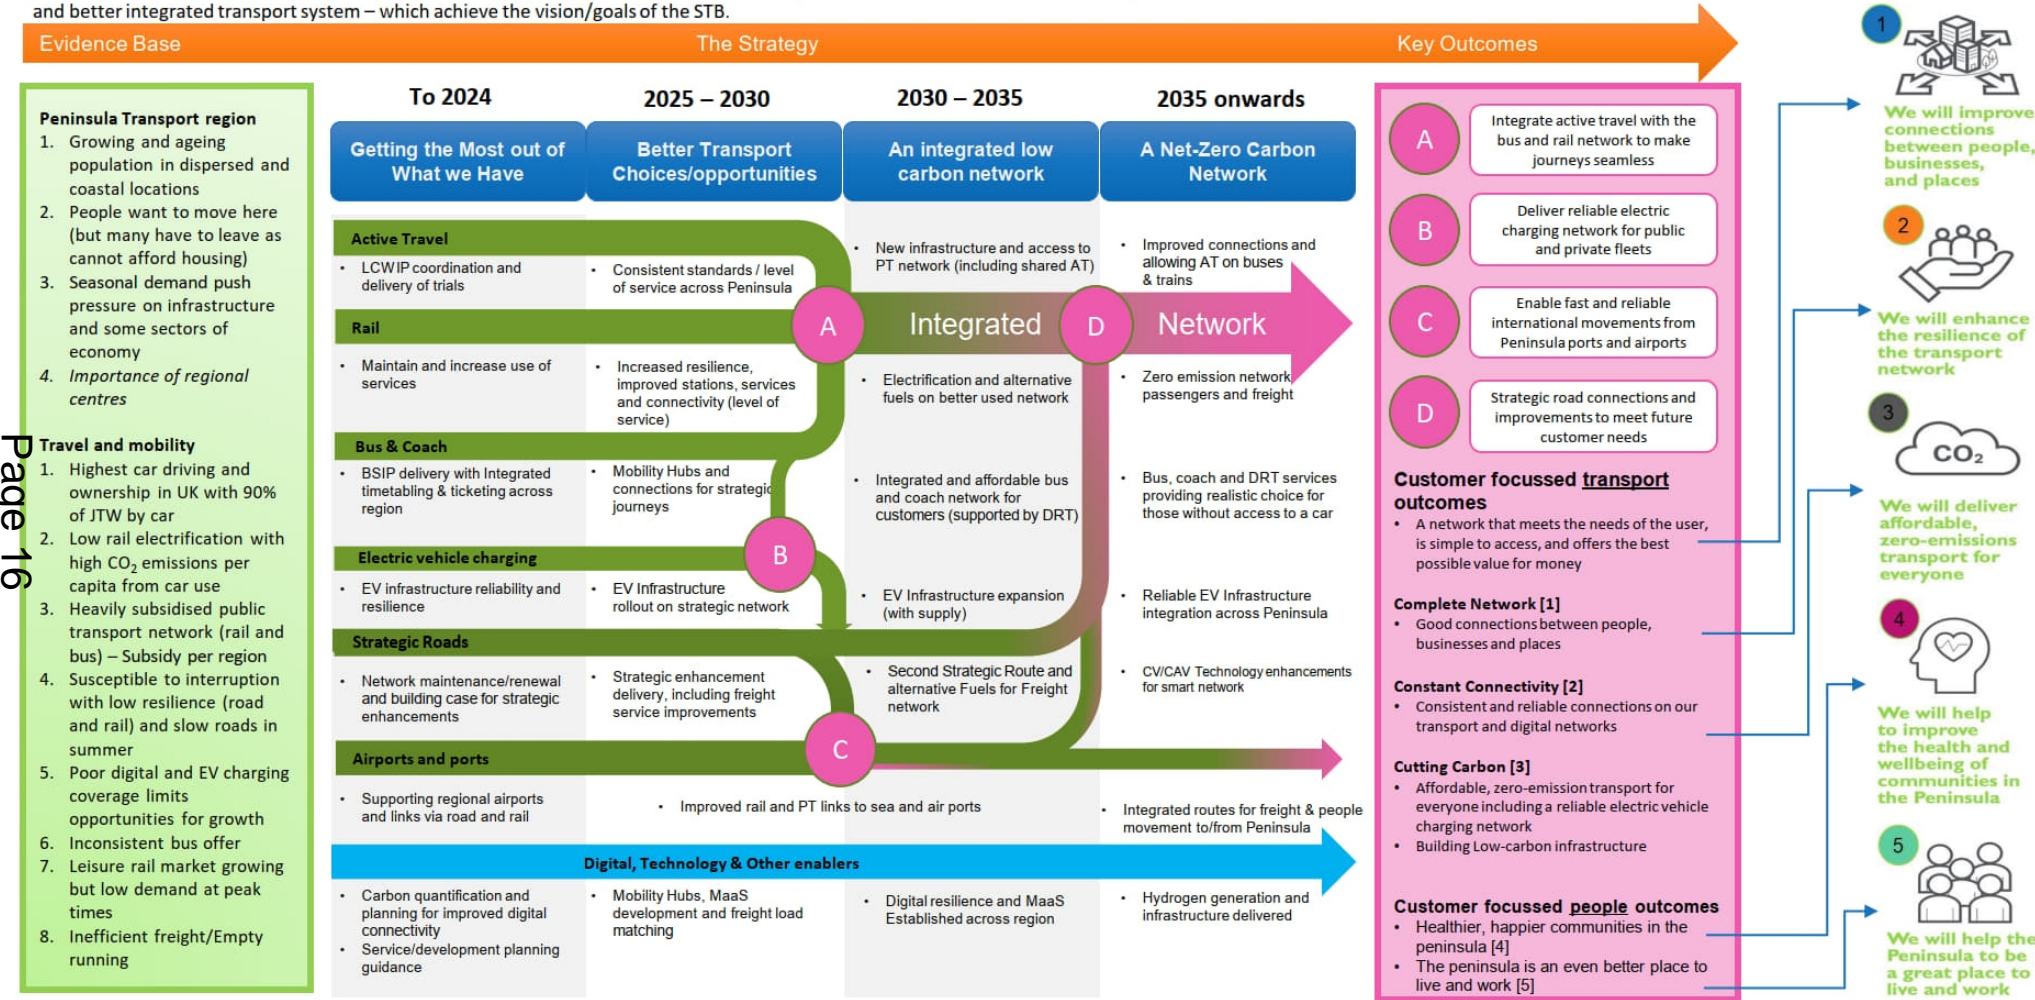 and better integrated transport system – which achieve the vision/goals of the STB.
Evidence Base
The Strategy
Key Outcomes
Peninsula Transport region
1. Growing and ageing
population in dispersed and
coastal locations
2. People want to move here
(but many have to leave as
cannot afford housing)
3. Seasonal demand push
pressure on infrastructure
and some sectors of
economy
4. Importance of regional
centres
Travel and mobility
1. Highest car driving and
ownership in UK with 90%
of JTW by car
2. Low rail electrification with
high CO₂ emissions per
capita from car use
3. Heavily subsidised public
transport network (rail and
bus) – Subsidy per region
4. Susceptible to interruption
with low resilience (road
and rail) and slow roads in
summer
5. Poor digital and EV charging
coverage limits
opportunities for growth
6. Inconsistent bus offer
7. Leisure rail market growing
but low demand at peak
times
8. Inefficient freight/Empty
running
Page 16
To 2024
2025 – 2030
2030 – 2035
2035 onwards
Getting the Most out of
What we Have
Better Transport
Choices/opportunities
An integrated low
carbon network
A Net-Zero Carbon
Network
Active Travel
• LCWIP coordination and
delivery of trials
• Consistent standards / level
of service across Peninsula
• New infrastructure and access to
PT network (including shared AT)
• Improved connections and
allowing AT on buses
& trains
Rail
A
Integrated
D
Network
• Maintain and increase use of
services
• Increased resilience,
improved stations, services
and connectivity (level of
service)
• Electrification and alternative
fuels on better used network
• Zero emission network
passengers and freight
Bus & Coach
• BSIP delivery with Integrated
timetabling & ticketing across
region
• Mobility Hubs and
connections for strategic
journeys
• Integrated and affordable bus
and coach network for
customers (supported by DRT)
• Bus, coach and DRT services
providing realistic choice for
those without access to a car
Electric vehicle charging
B
• EV infrastructure reliability and
resilience
• EV Infrastructure
rollout on strategic network
• EV Infrastructure expansion
(with supply)
• Reliable EV Infrastructure
integration across Peninsula
Strategic Roads
• Network maintenance/renewal
and building case for strategic
enhancements
• Strategic enhancement
delivery, including freight
service improvements
• Second Strategic Route and
alternative Fuels for Freight
network
• CV/CAV Technology enhancements
for smart network
Airports and ports
C
• Supporting regional airports
and links via road and rail
• Improved rail and PT links to sea and air ports
• Integrated routes for freight & people
movement to/from Peninsula
Digital, Technology & Other enablers
• Carbon quantification and
planning for improved digital
connectivity
• Service/development planning
guidance
• Mobility Hubs, MaaS
development and freight load
matching
• Digital resilience and MaaS
Established across region
• Hydrogen generation and
infrastructure delivered
A
Integrate active travel with the
bus and rail network to make
journeys seamless
B
Deliver reliable electric
charging network for public
and private fleets
C
Enable fast and reliable
international movements from
Peninsula ports and airports
D
Strategic road connections and
improvements to meet future
customer needs
Customer focussed transport
outcomes
• A network that meets the needs of the user,
is simple to access, and offers the best
possible value for money
Complete Network [1]
• Good connections between people,
businesses and places
Constant Connectivity [2]
• Consistent and reliable connections on our
transport and digital networks
Cutting Carbon [3]
• Affordable, zero-emission transport for
everyone including a reliable electric vehicle
charging network
• Building Low-carbon infrastructure
Customer focussed people outcomes
• Healthier, happier communities in the
peninsula [4]
• The peninsula is an even better place to
live and work [5]
1
We will improve
connections
between people,
businesses,
and places
2
We will enhance
the resilience of
the transport
network
3
CO₂
We will deliver
affordable,
zero-emissions
transport for
everyone
4
We will help
to improve
the health and
wellbeing of
communities in
the Peninsula
5
We will help the
Peninsula to be
a great place to
live and work